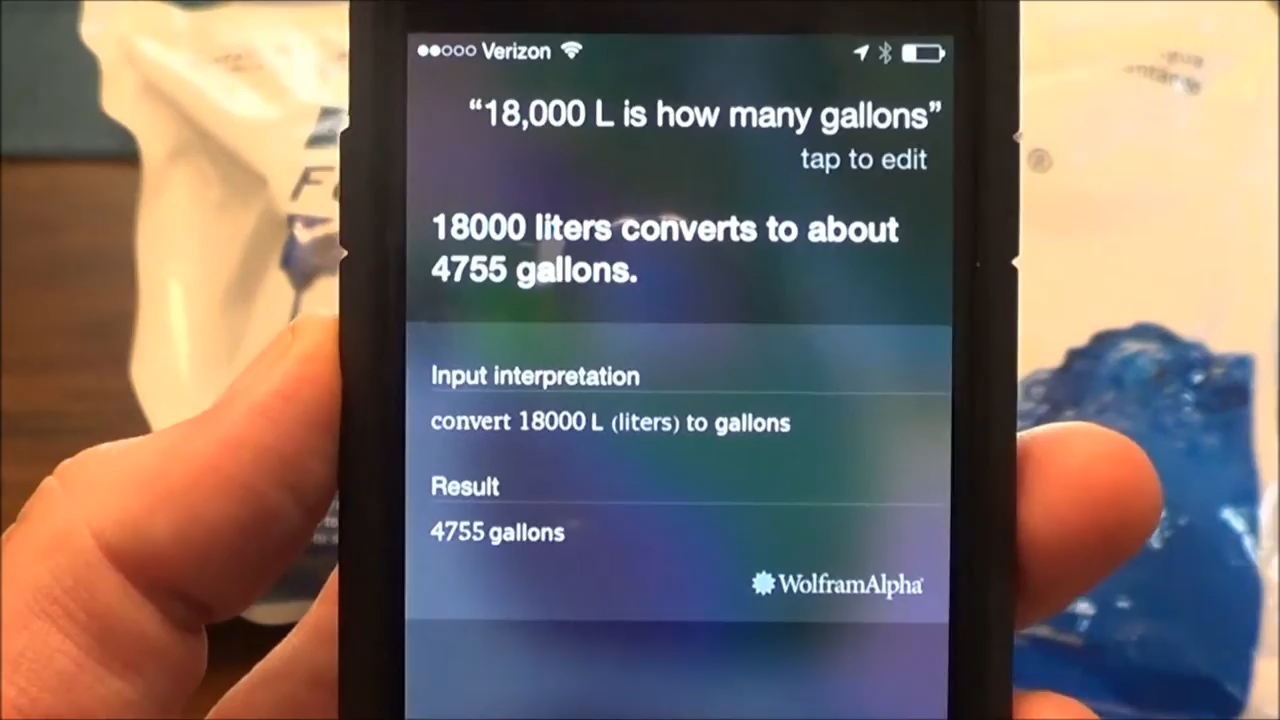 Verizon
“18,000 L is how many gallons”
tap to edit
18000 liters converts to about
4755 gallons.
Input interpretation
convert 18000 L (liters) to gallons
Result
4755 gallons
WolframAlpha